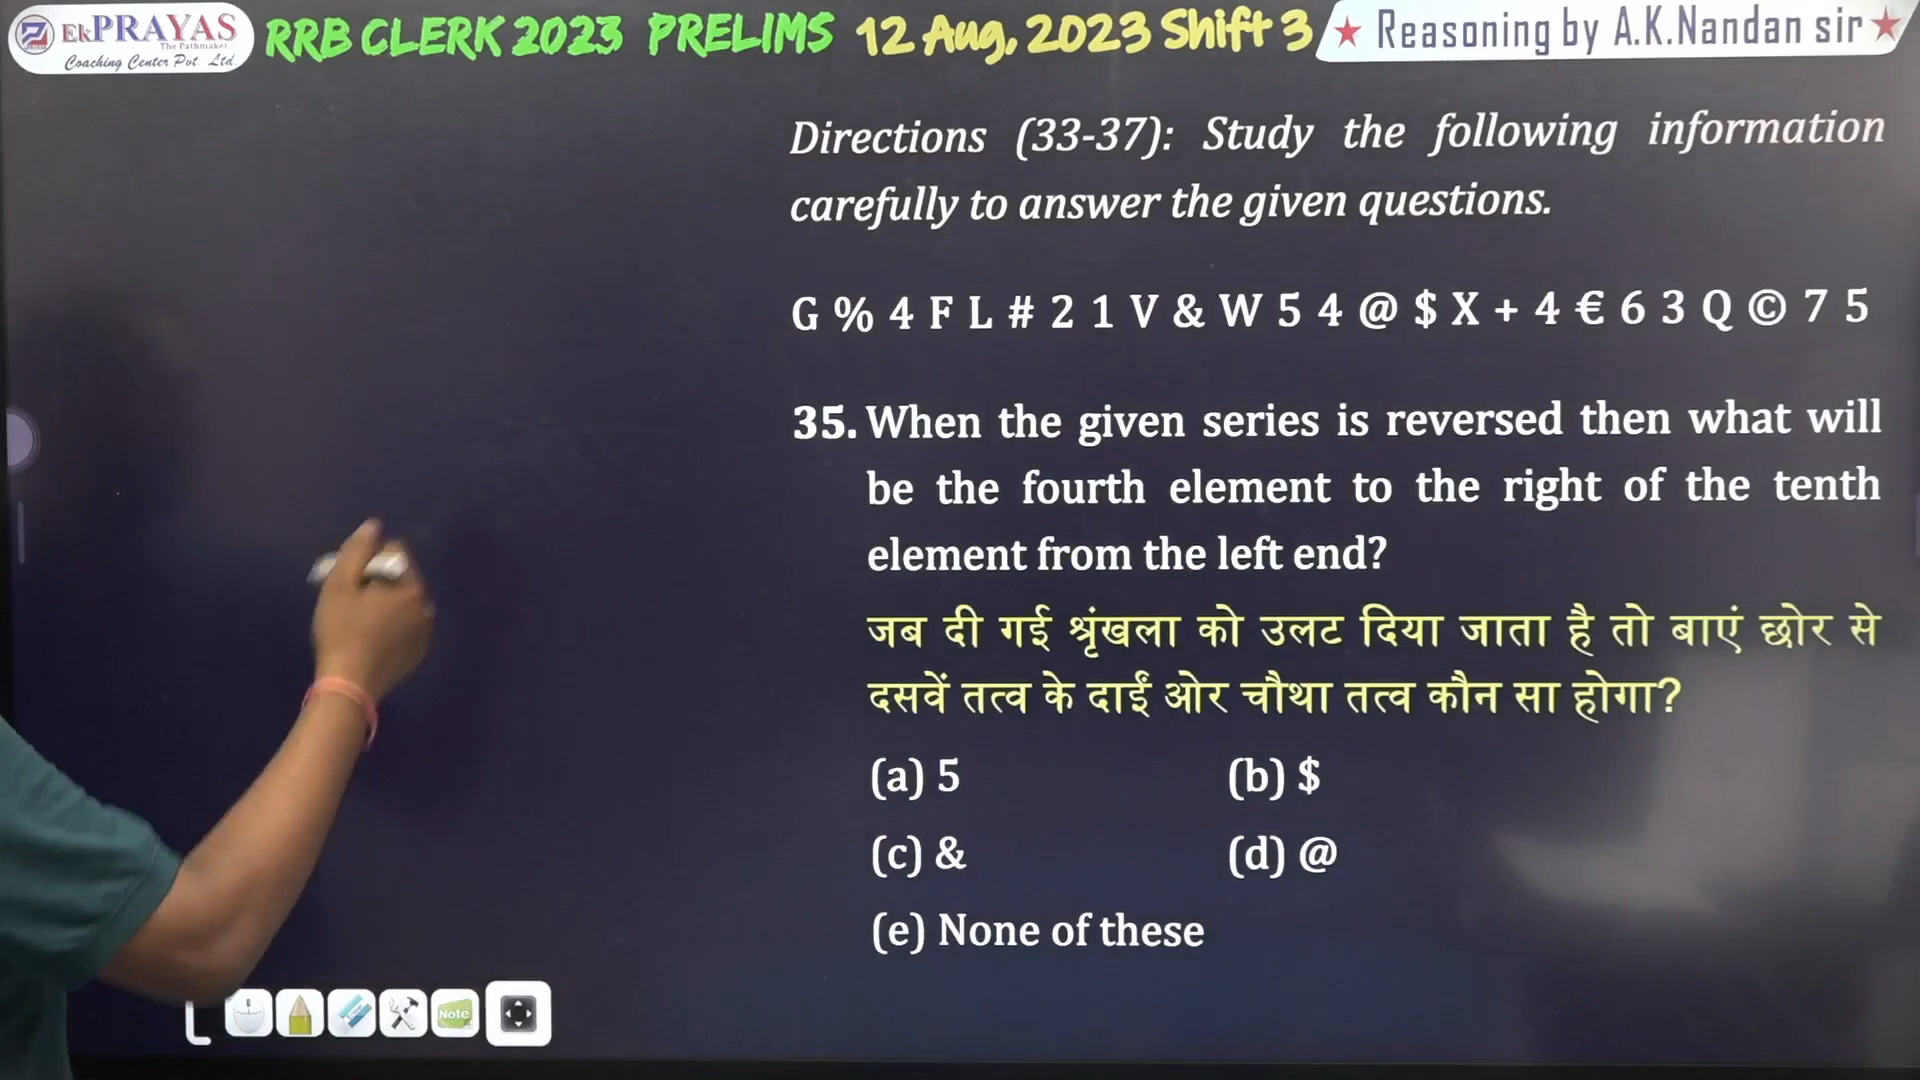 EkPRAYAS
The Pathmaker...
Coaching Center Pvt. Ltd.
RRB CLERK 2023 PRELIMS 12 Aug, 2023 Shift 3
★ Reasoning by A.K.Nandan sir ★
Directions (33-37): Study the following information
carefully to answer the given questions.
G % 4 F L # 2 1 V & W 5 4 @ $ X + 4 € 6 3 Q © 7 5
35. When the given series is reversed then what will
be the fourth element to the right of the tenth
element from the left end?
जब दी गई श्रृंखला को उलट दिया जाता है तो बाएं छोर से
दसवें तत्व के दाईं ओर चौथा तत्व कौन सा होगा?
(a) 5 (b) $
(c) & (d) @
(e) None of these
Note